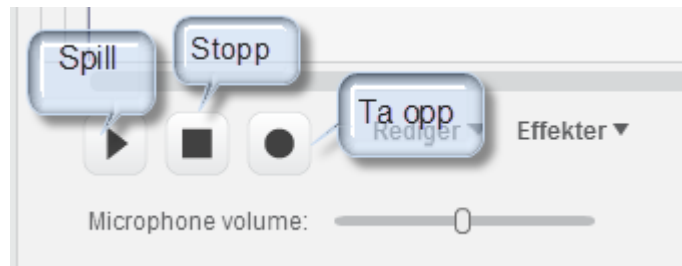 Spill
Stopp
Ta opp
Rediger ▼
Effekter ▼
Microphone volume: